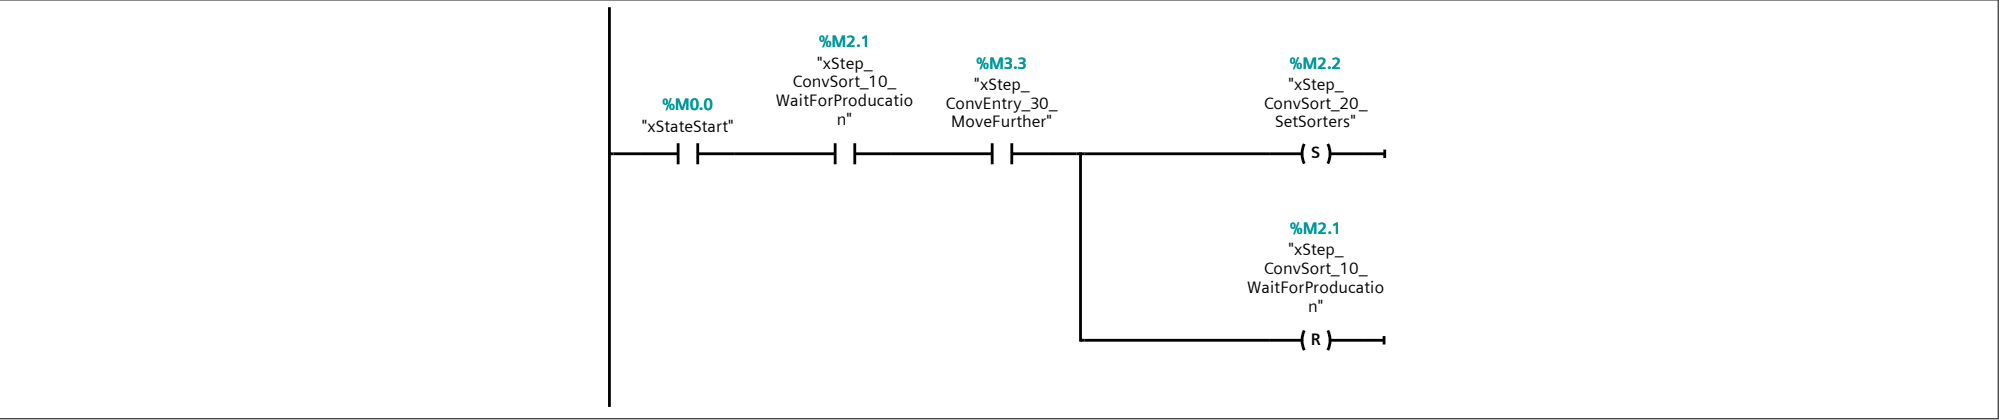 %M0.0
"xStateStart"
%M2.1
"xStep_
ConvSort_10_
WaitForProducatio
n"
%M3.3
"xStep_
ConvEntry_30_
MoveFurther"
%M2.2
"xStep_
ConvSort_20_
SetSorters"
S
%M2.1
"xStep_
ConvSort_10_
WaitForProducatio
n"
R